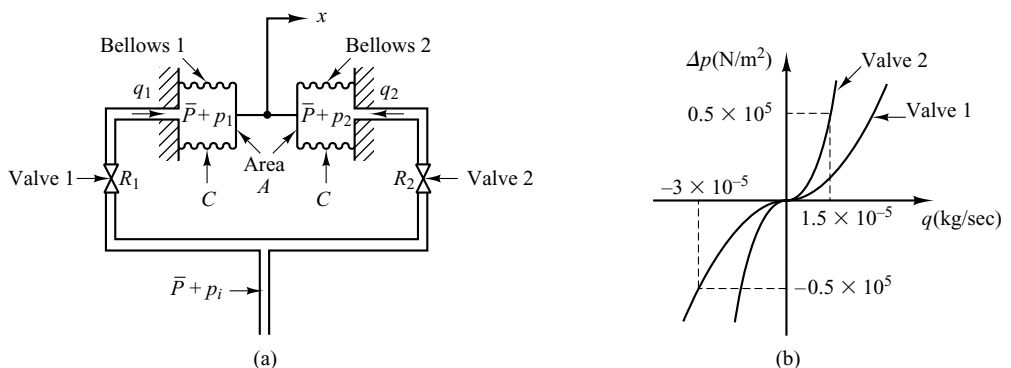 x
Bellows 1
Bellows 2
q₁
q₂
P̅ + p₁
P̅ + p₂
Area
A
Valve 1
R₁
R₂
Valve 2
C
C
P̅ + pᵢ
(a)
Δp(N/m²)
Valve 2
0.5 × 10⁵
Valve 1
−3 × 10⁻⁵
1.5 × 10⁻⁵
q(kg/sec)
−0.5 × 10⁵
(b)